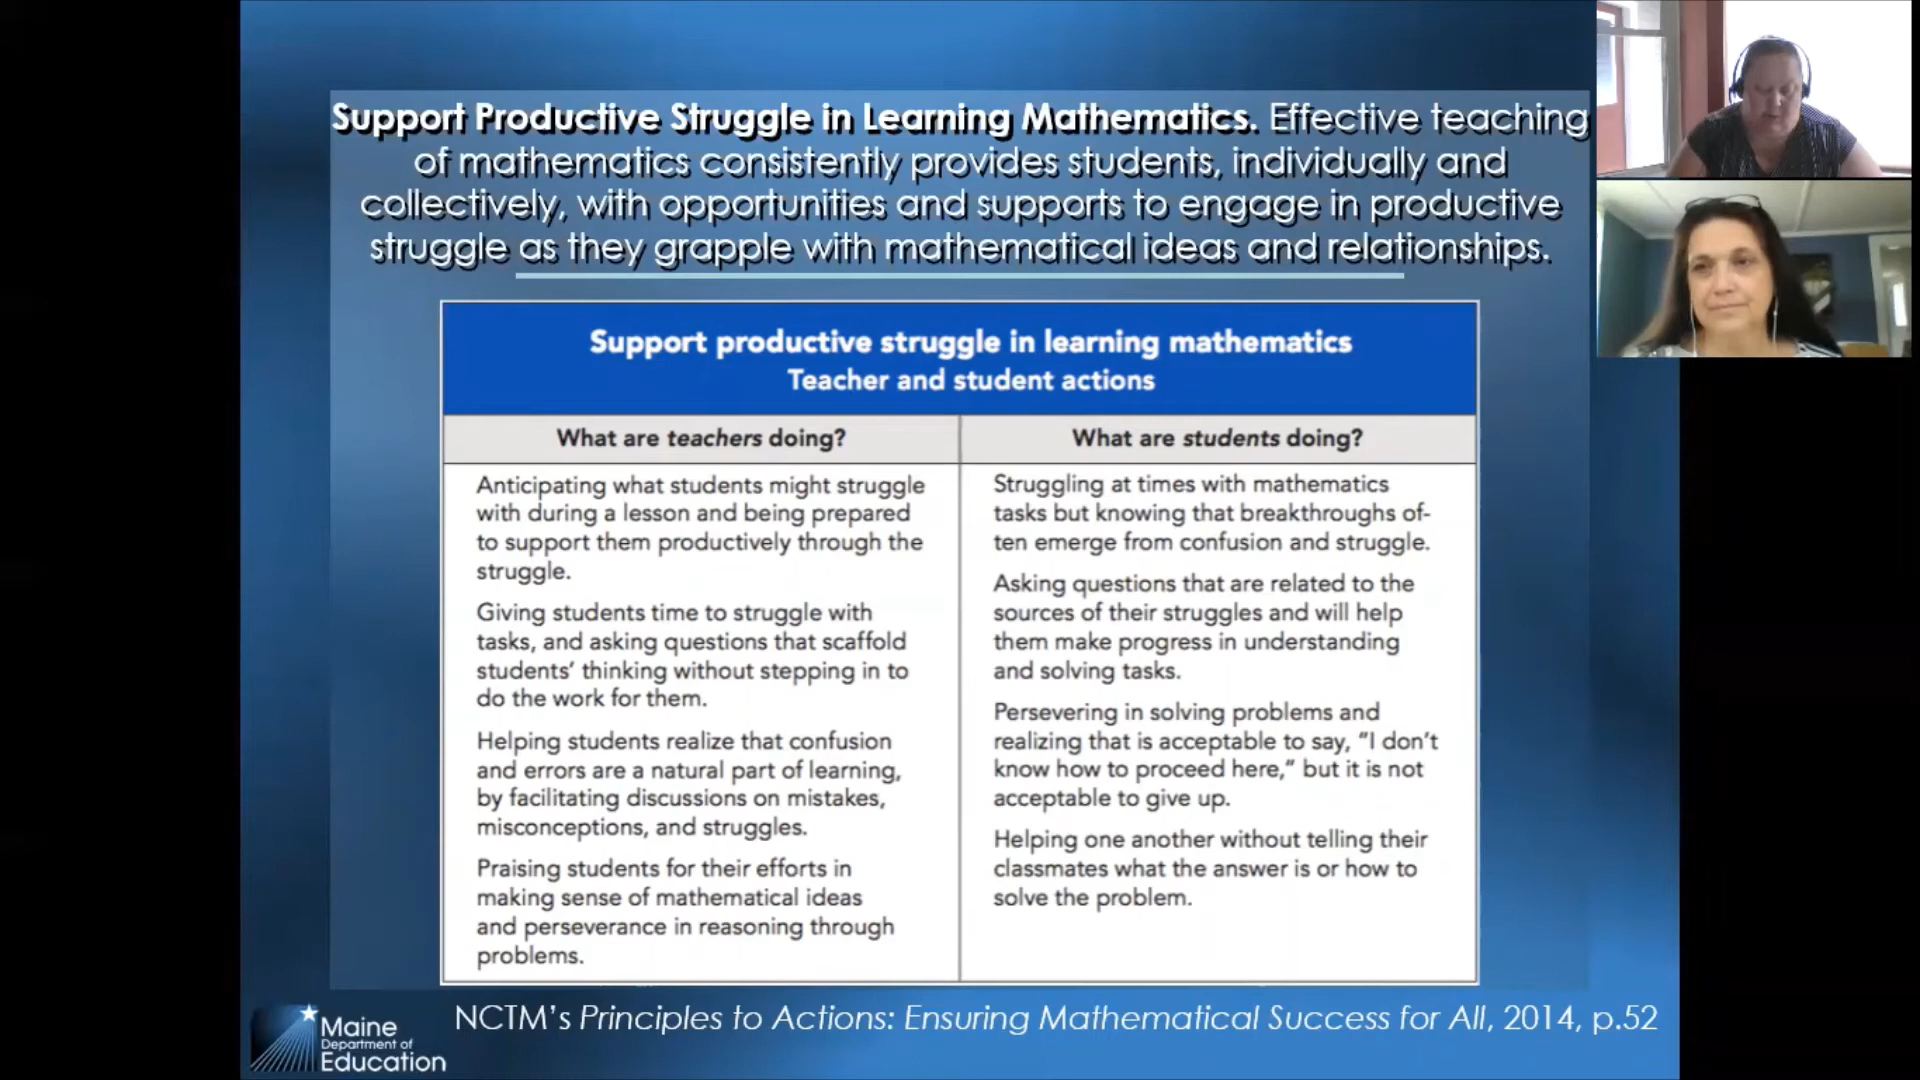 Support Productive Struggle in Learning Mathematics. Effective teaching
of mathematics consistently provides students, individually and
collectively, with opportunities and supports to engage in productive
struggle as they grapple with mathematical ideas and relationships.
Support productive struggle in learning mathematics
Teacher and student actions
What are teachers doing?
Anticipating what students might struggle
with during a lesson and being prepared
to support them productively through the
struggle.
Giving students time to struggle with
tasks, and asking questions that scaffold
students’ thinking without stepping in to
do the work for them.
Helping students realize that confusion
and errors are a natural part of learning,
by facilitating discussions on mistakes,
misconceptions, and struggles.
Praising students for their efforts in
making sense of mathematical ideas
and perseverance in reasoning through
problems.
What are students doing?
Struggling at times with mathematics
tasks but knowing that breakthroughs of-
ten emerge from confusion and struggle.
Asking questions that are related to the
sources of their struggles and will help
them make progress in understanding
and solving tasks.
Persevering in solving problems and
realizing that is acceptable to say, “I don’t
know how to proceed here,” but it is not
acceptable to give up.
Helping one another without telling their
classmates what the answer is or how to
solve the problem.
Maine
Department of
Education
NCTM’s Principles to Actions: Ensuring Mathematical Success for All, 2014, p.52